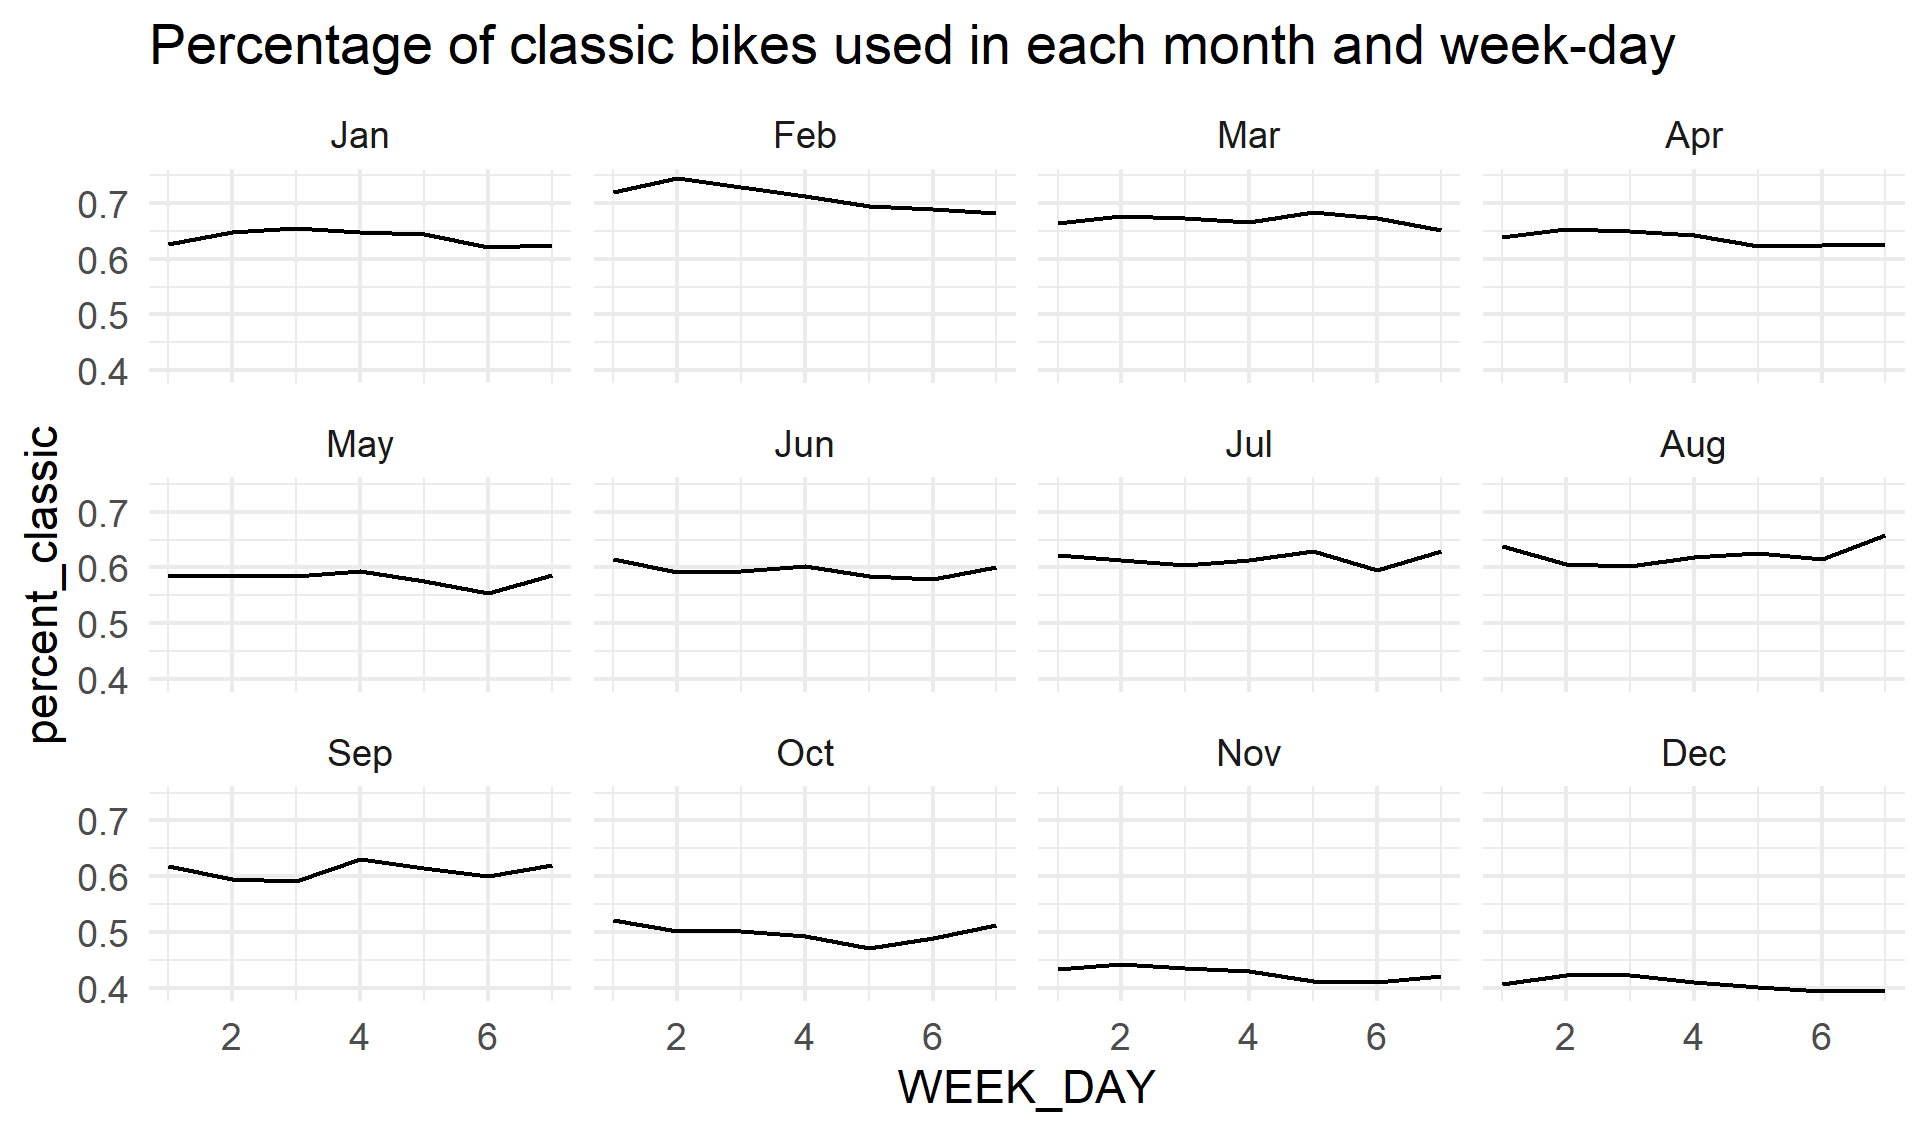 Percentage of classic bikes used in each month and week-day
Jan Feb Mar Apr
0.7
0.6
0.5
0.4
May Jun Jul Aug
0.7
0.6
0.5
0.4
percent_classic
Sep Oct Nov Dec
0.7
0.6
0.5
0.4
2 4 6 2 4 6 2 4 6 2 4 6
WEEK_DAY